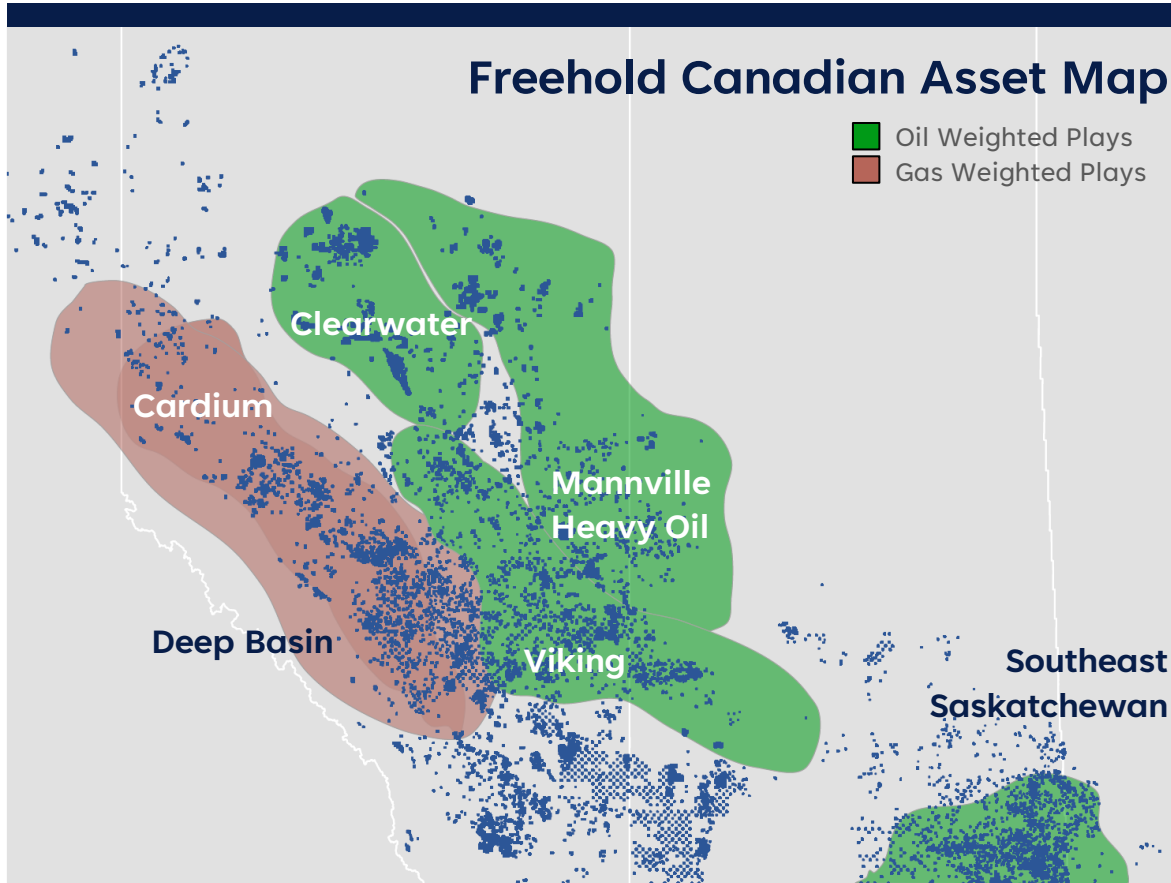 Freehold Canadian Asset Map
Oil Weighted Plays
Gas Weighted Plays
Clearwater
Cardium
Mannville
Heavy Oil
Deep Basin
Viking
Southeast
Saskatchewan